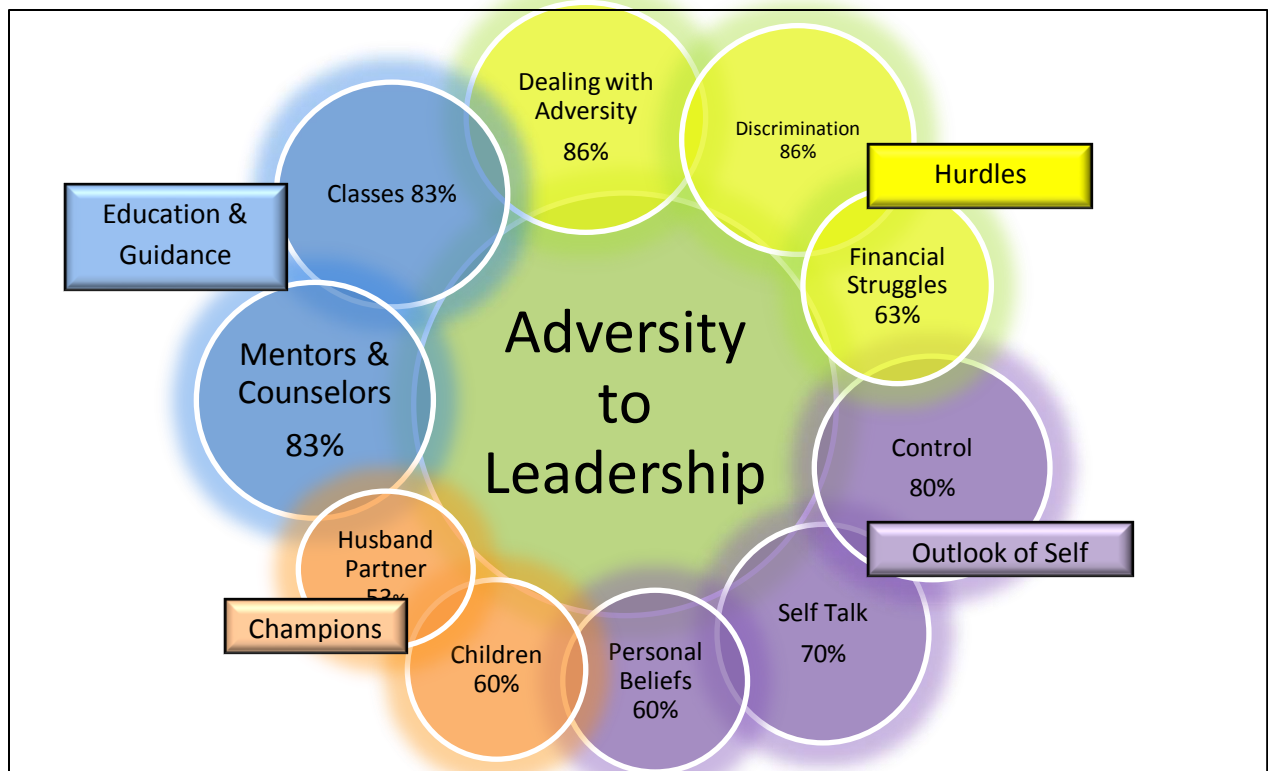 Dealing with
Adversity
86%
Discrimination
86%
Hurdles
Financial
Struggles
63%
Control
80%
Outlook of Self
Self Talk
70%
Personal
Beliefs
60%
Children
60%
Husband
Partner
53%
Champions
Mentors &
Counselors
83%
Education &
Guidance
Classes 83%
Adversity
to
Leadership